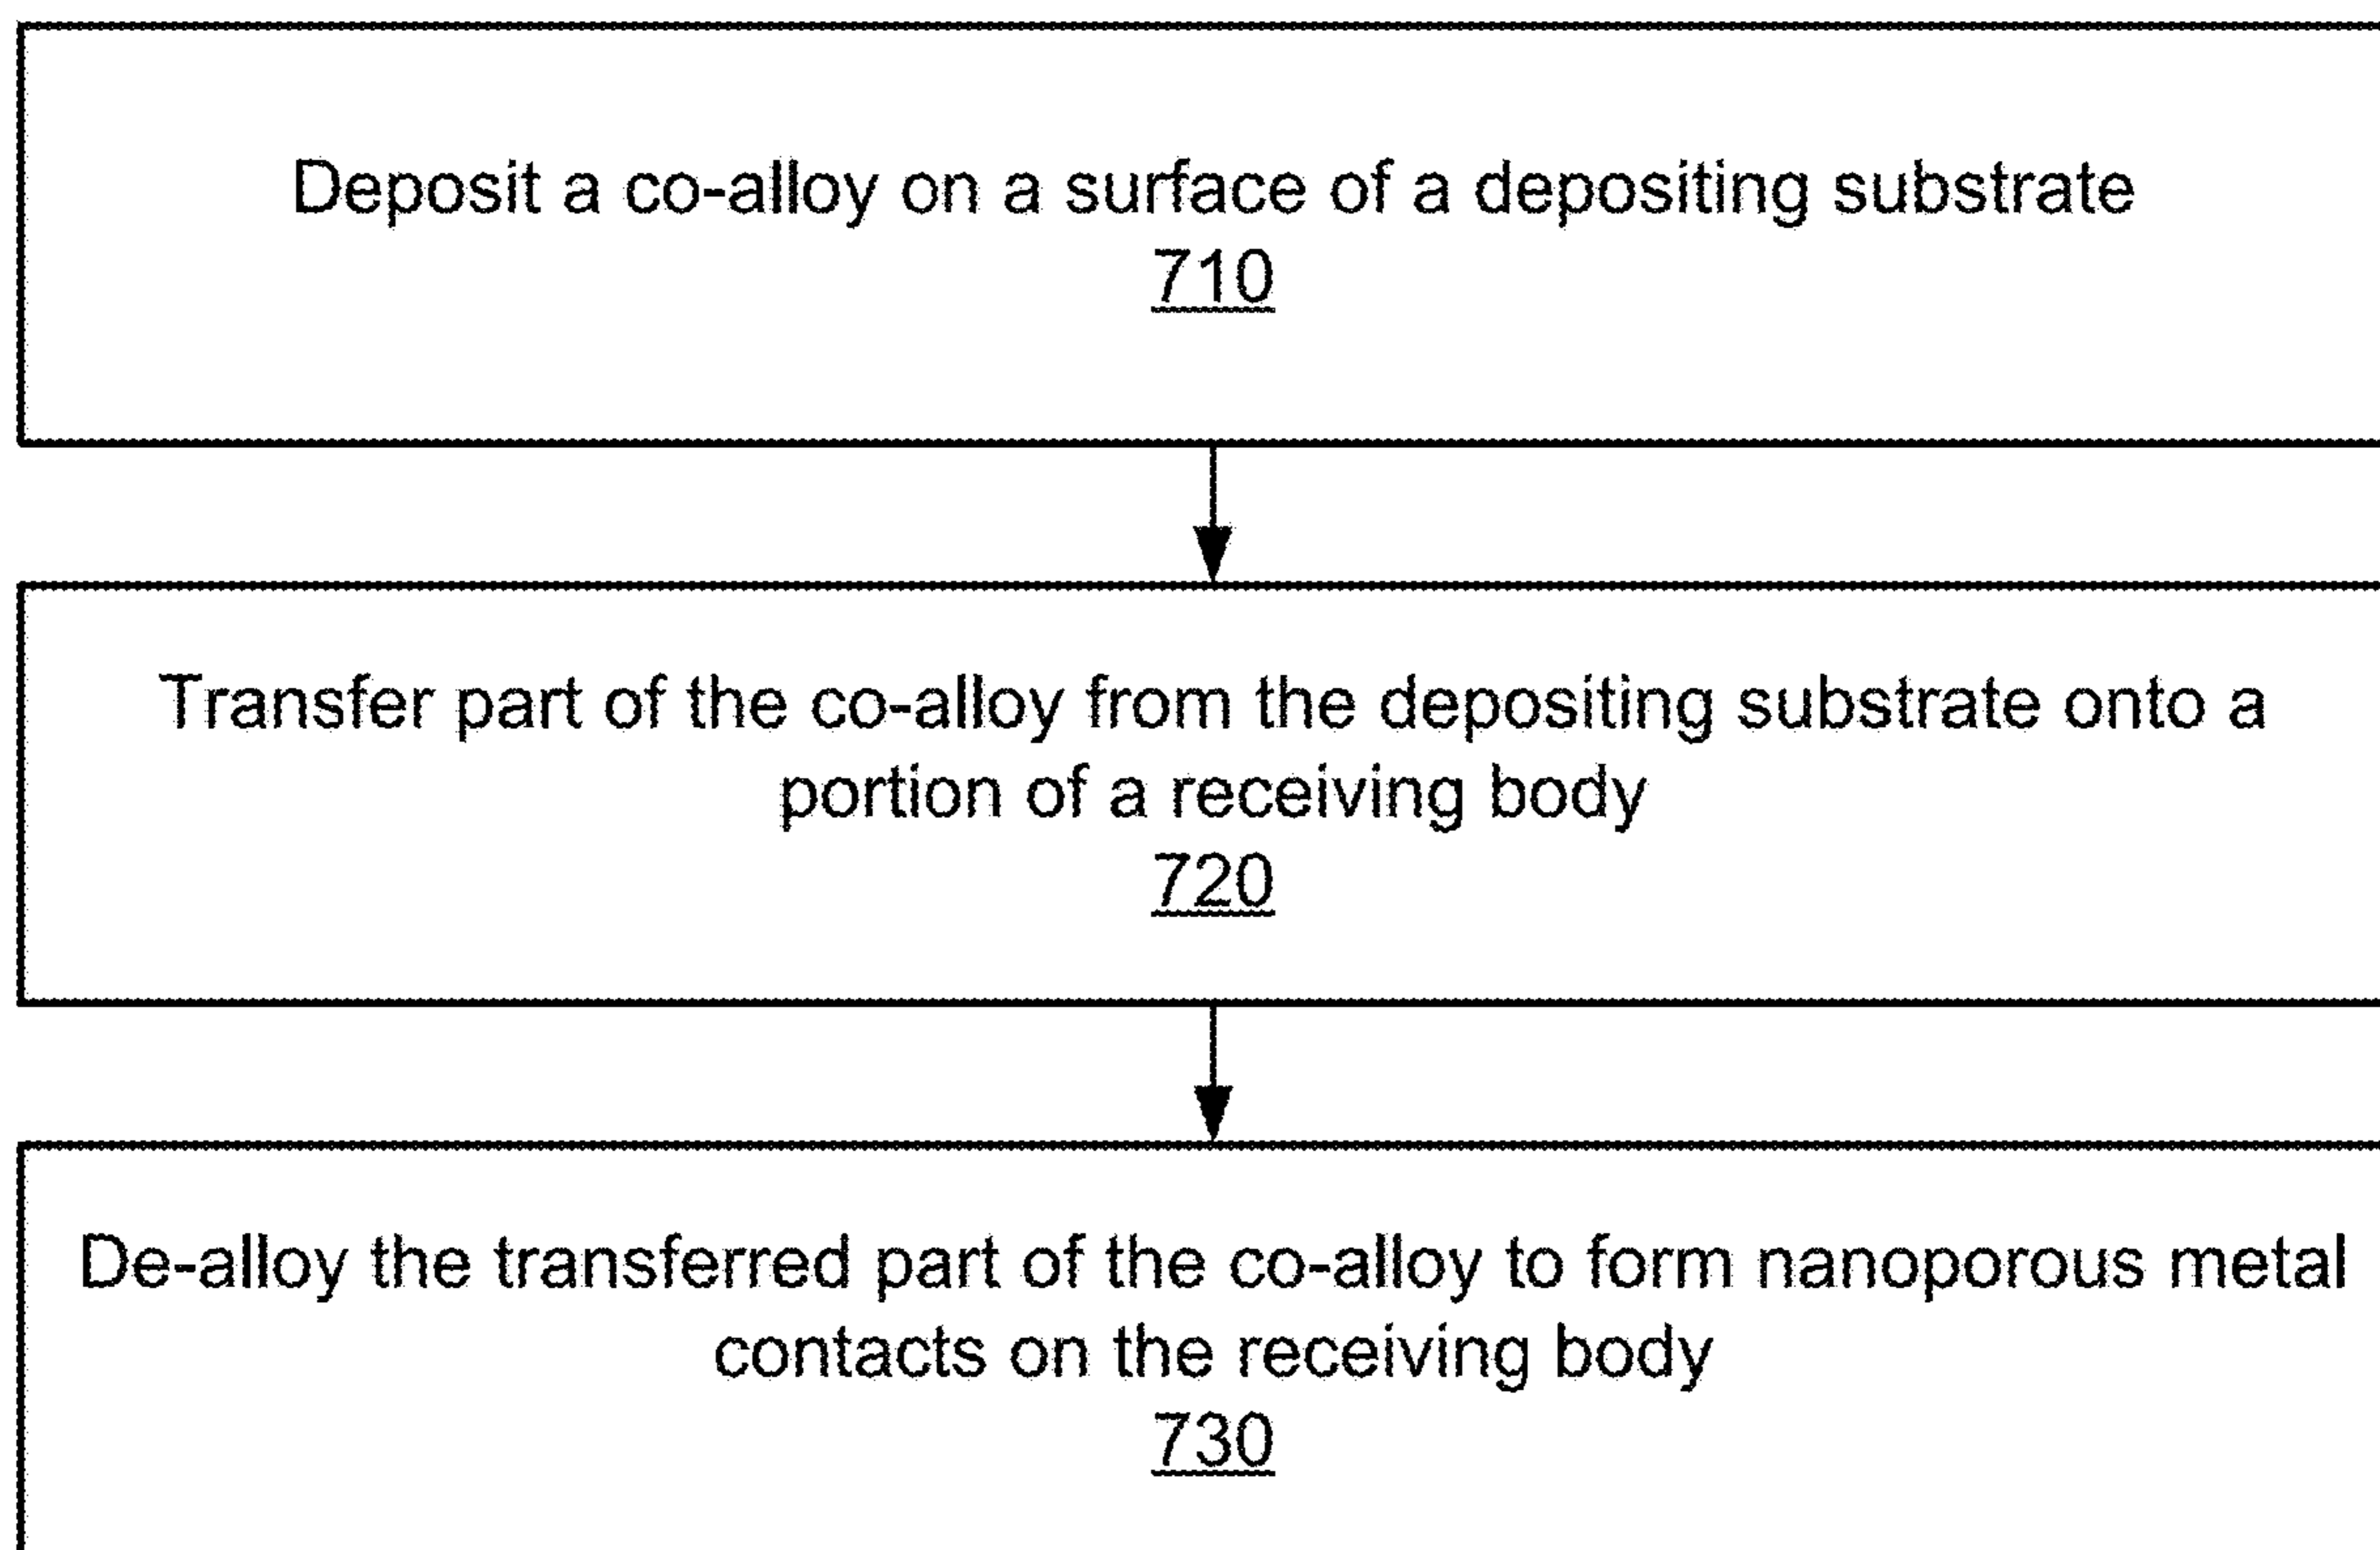 Deposit a co-alloy on a surface of a depositing substrate
710
Transfer part of the co-alloy from the depositing substrate onto a
portion of a receiving body
720
De-alloy the transferred part of the co-alloy to form nanoporous metal
contacts on the receiving body
730